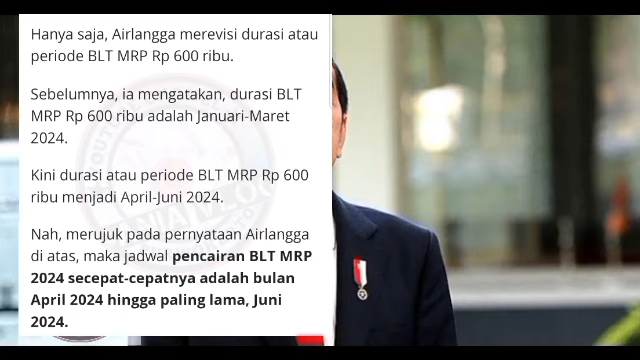 Hanya saja, Airlangga merevisi durasi atau
periode BLT MRP Rp 600 ribu.
Sebelumnya, ia mengatakan, durasi BLT
MRP Rp 600 ribu adalah Januari-Maret
2024.
Kini durasi atau periode BLT MRP Rp 600
ribu menjadi April-Juni 2024.
Nah, merujuk pada pernyataan Airlangga
di atas, maka jadwal pencairan BLT MRP
2024 secepat-cepatnya adalah bulan
April 2024 hingga paling lama, Juni
2024.